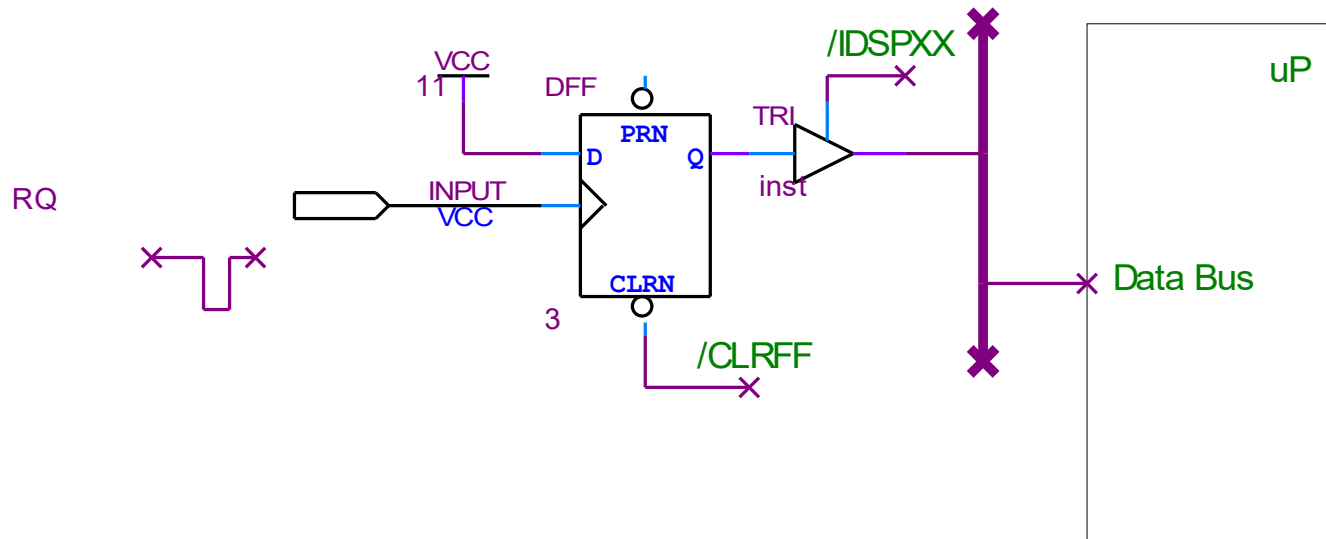 /IDSPXX
uP
VCC
11
DFF
TRI
PRN
D
Q
inst
RQ
INPUT
VCC
CLRN
Data Bus
3
/CLRFF